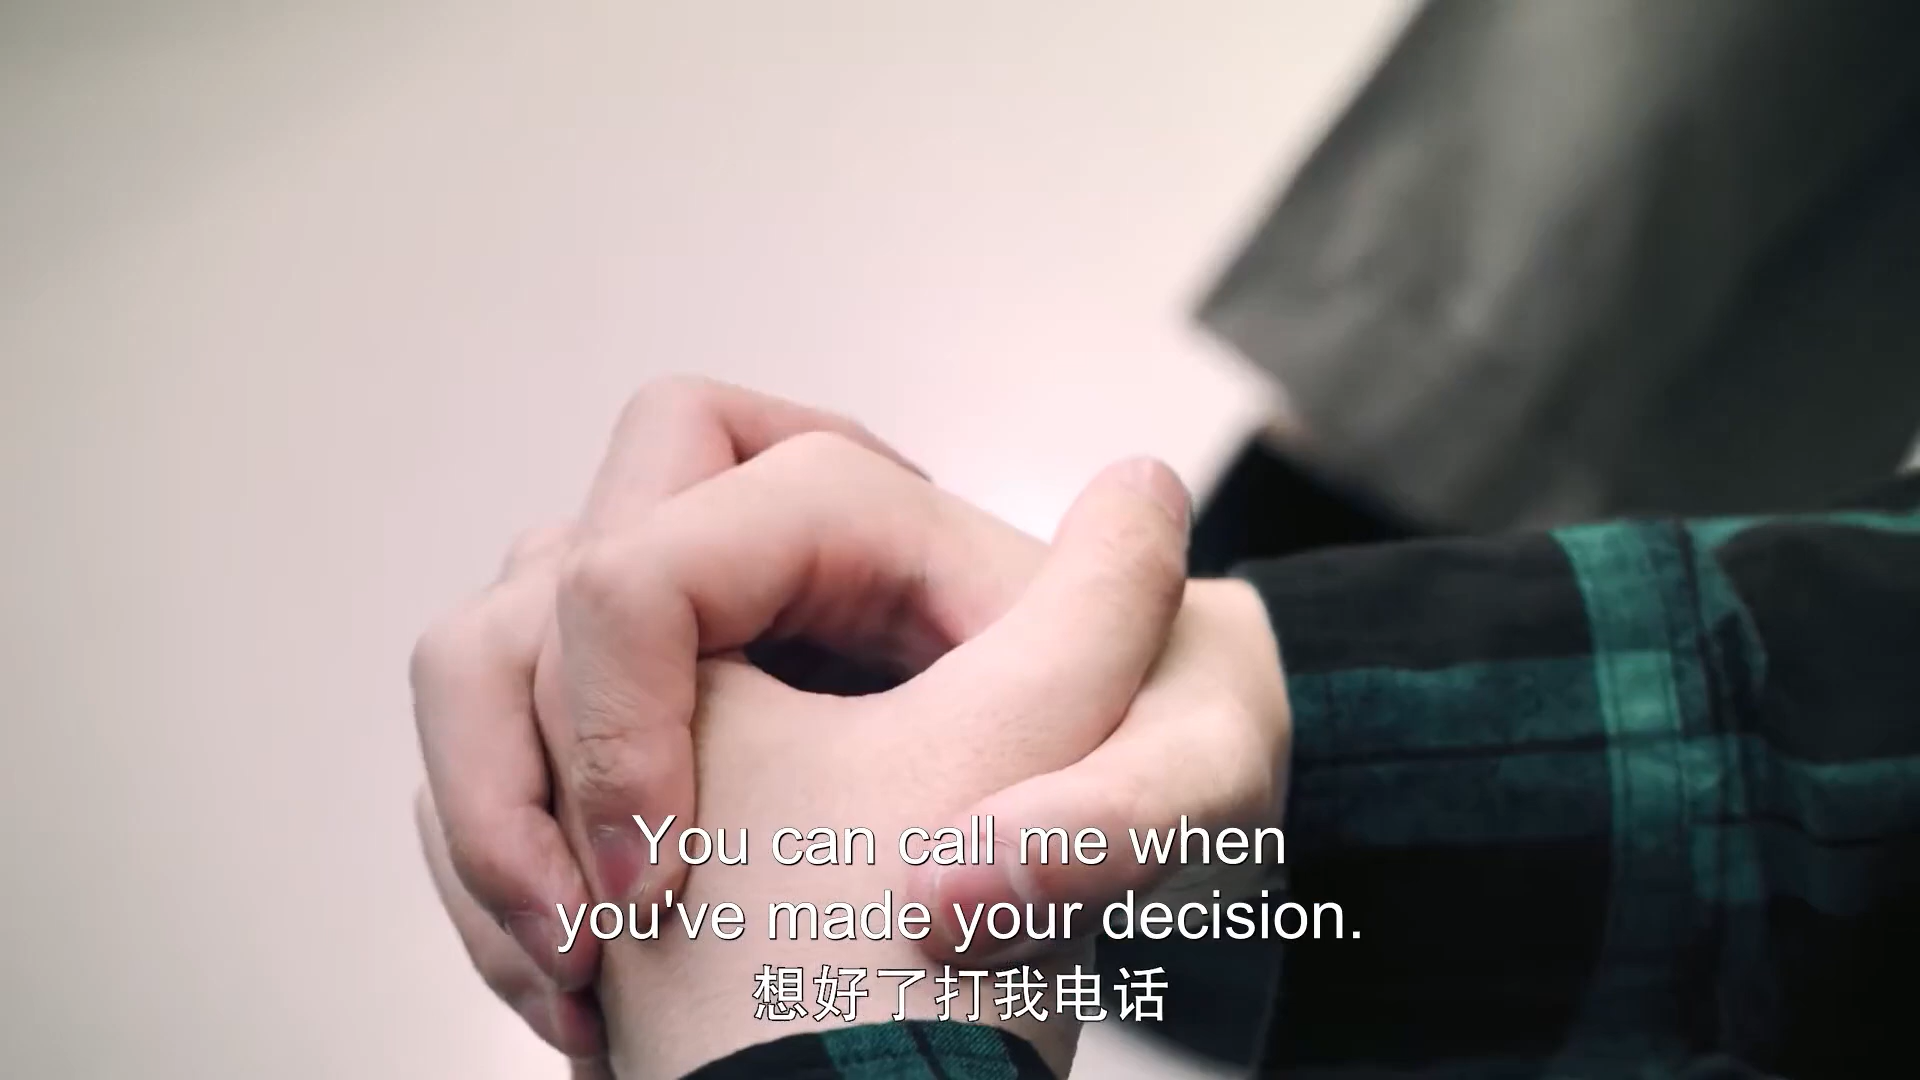 You can call me when
you've made your decision.
想好了打我电话